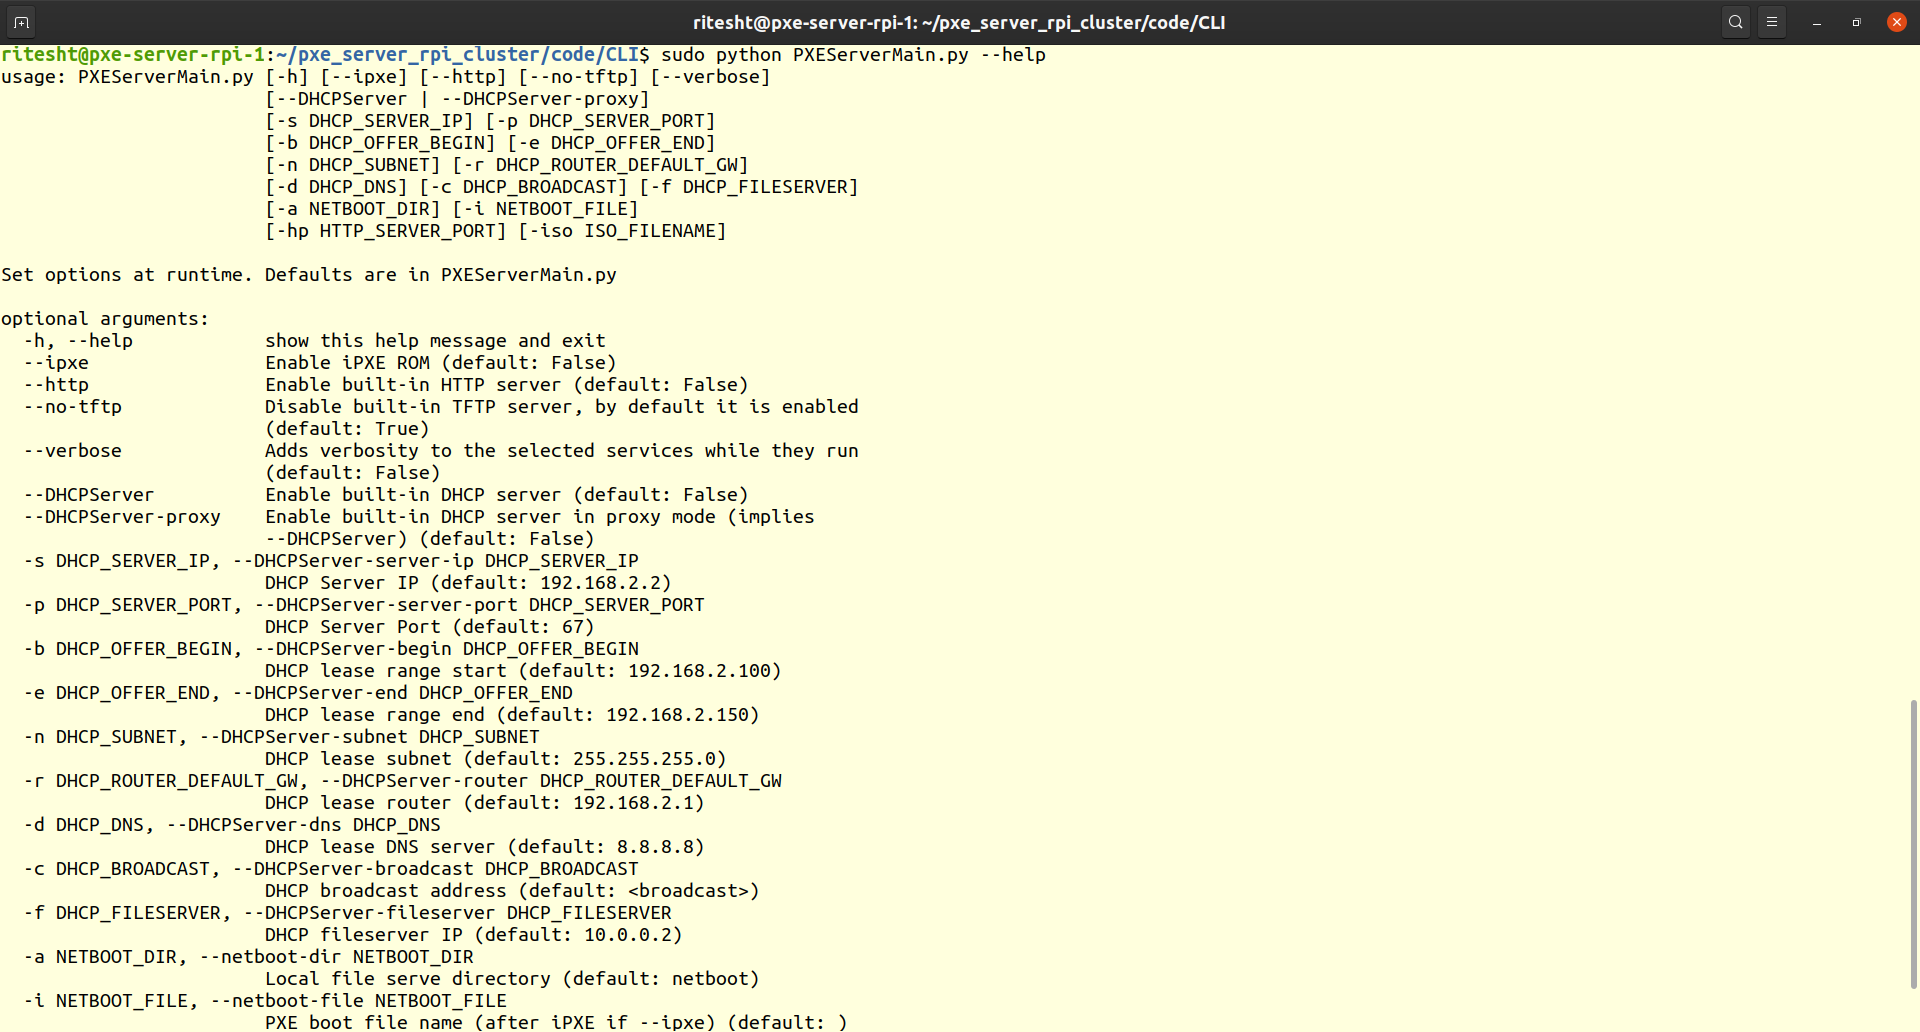 ritesht@pxe-server-rpi-1: ~/pxe_server_rpi_cluster/code/CLI
ritesht@pxe-server-rpi-1:~/pxe_server_rpi_cluster/code/CLI$ sudo python PXEServerMain.py --help
usage: PXEServerMain.py [-h] [--ipxe] [--http] [--no-tftp] [--verbose]
                        [--DHCPServer | --DHCPServer-proxy]
                        [-s DHCP_SERVER_IP] [-p DHCP_SERVER_PORT]
                        [-b DHCP_OFFER_BEGIN] [-e DHCP_OFFER_END]
                        [-n DHCP_SUBNET] [-r DHCP_ROUTER_DEFAULT_GW]
                        [-d DHCP_DNS] [-c DHCP_BROADCAST] [-f DHCP_FILESERVER]
                        [-a NETBOOT_DIR] [-i NETBOOT_FILE]
                        [-hp HTTP_SERVER_PORT] [-iso ISO_FILENAME]

Set options at runtime. Defaults are in PXEServerMain.py

optional arguments:
  -h, --help            show this help message and exit
  --ipxe                Enable iPXE ROM (default: False)
  --http                Enable built-in HTTP server (default: False)
  --no-tftp             Disable built-in TFTP server, by default it is enabled
                        (default: True)
  --verbose             Adds verbosity to the selected services while they run
                        (default: False)
  --DHCPServer          Enable built-in DHCP server (default: False)
  --DHCPServer-proxy    Enable built-in DHCP server in proxy mode (implies
                        --DHCPServer) (default: False)
  -s DHCP_SERVER_IP, --DHCPServer-server-ip DHCP_SERVER_IP
                        DHCP Server IP (default: 192.168.2.2)
  -p DHCP_SERVER_PORT, --DHCPServer-server-port DHCP_SERVER_PORT
                        DHCP Server Port (default: 67)
  -b DHCP_OFFER_BEGIN, --DHCPServer-begin DHCP_OFFER_BEGIN
                        DHCP lease range start (default: 192.168.2.100)
  -e DHCP_OFFER_END, --DHCPServer-end DHCP_OFFER_END
                        DHCP lease range end (default: 192.168.2.150)
  -n DHCP_SUBNET, --DHCPServer-subnet DHCP_SUBNET
                        DHCP lease subnet (default: 255.255.255.0)
  -r DHCP_ROUTER_DEFAULT_GW, --DHCPServer-router DHCP_ROUTER_DEFAULT_GW
                        DHCP lease router (default: 192.168.2.1)
  -d DHCP_DNS, --DHCPServer-dns DHCP_DNS
                        DHCP lease DNS server (default: 8.8.8.8)
  -c DHCP_BROADCAST, --DHCPServer-broadcast DHCP_BROADCAST
                        DHCP broadcast address (default: <broadcast>)
  -f DHCP_FILESERVER, --DHCPServer-fileserver DHCP_FILESERVER
                        DHCP fileserver IP (default: 10.0.0.2)
  -a NETBOOT_DIR, --netboot-dir NETBOOT_DIR
                        Local file serve directory (default: netboot)
  -i NETBOOT_FILE, --netboot-file NETBOOT_FILE
                        PXE boot file name (after iPXE if --ipxe) (default: )